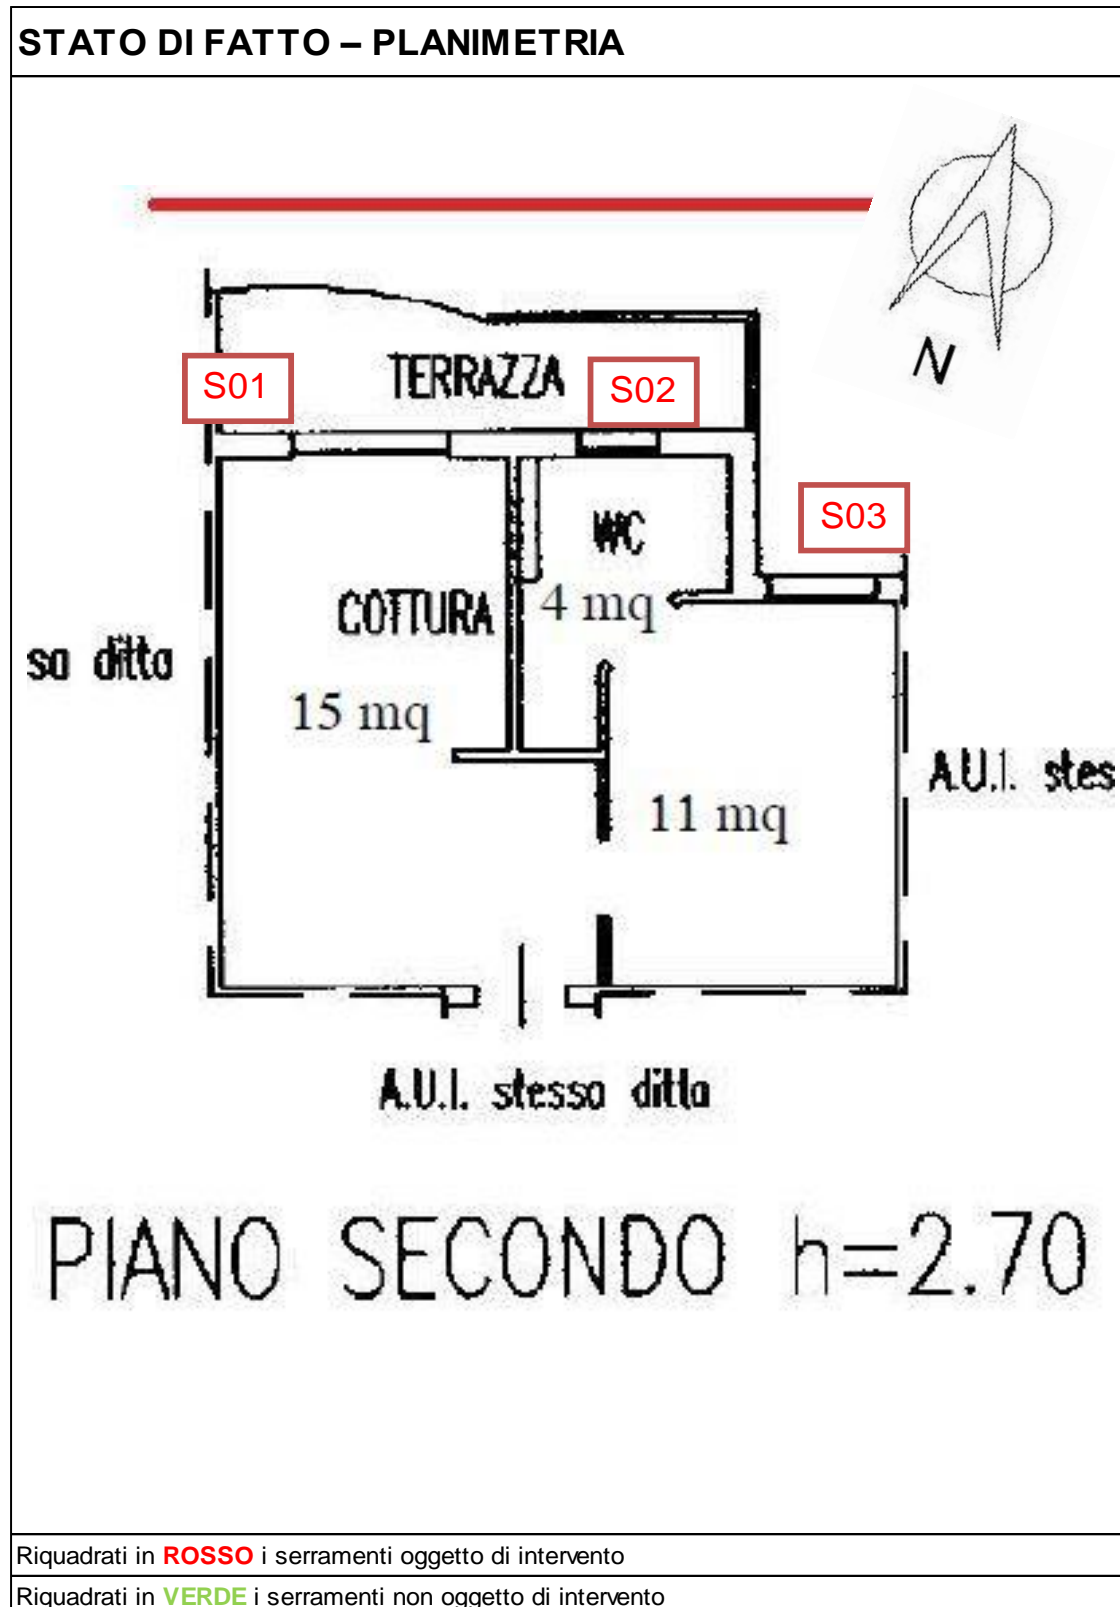 STATO DI FATTO – PLANIMETRIA
N
TERRAZZA
S01
S02
S03
WC
4 mq
COTTURA
sa ditta
15 mq
A.U.I. stes
11 mq
A.U.I. stessa ditta
PIANO SECONDO h=2.70
Riquadrati in ROSSO i serramenti oggetto di intervento
Riquadrati in VERDE i serramenti non oggetto di intervento